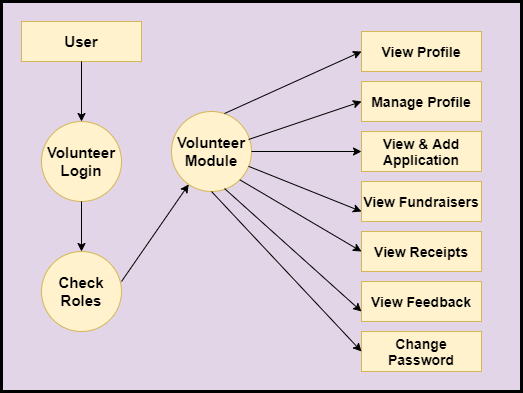 User
Volunteer
Login
Check
Roles
Volunteer
Module
View Profile
Manage Profile
View & Add
Application
View Fundraisers
View Receipts
View Feedback
Change
Password